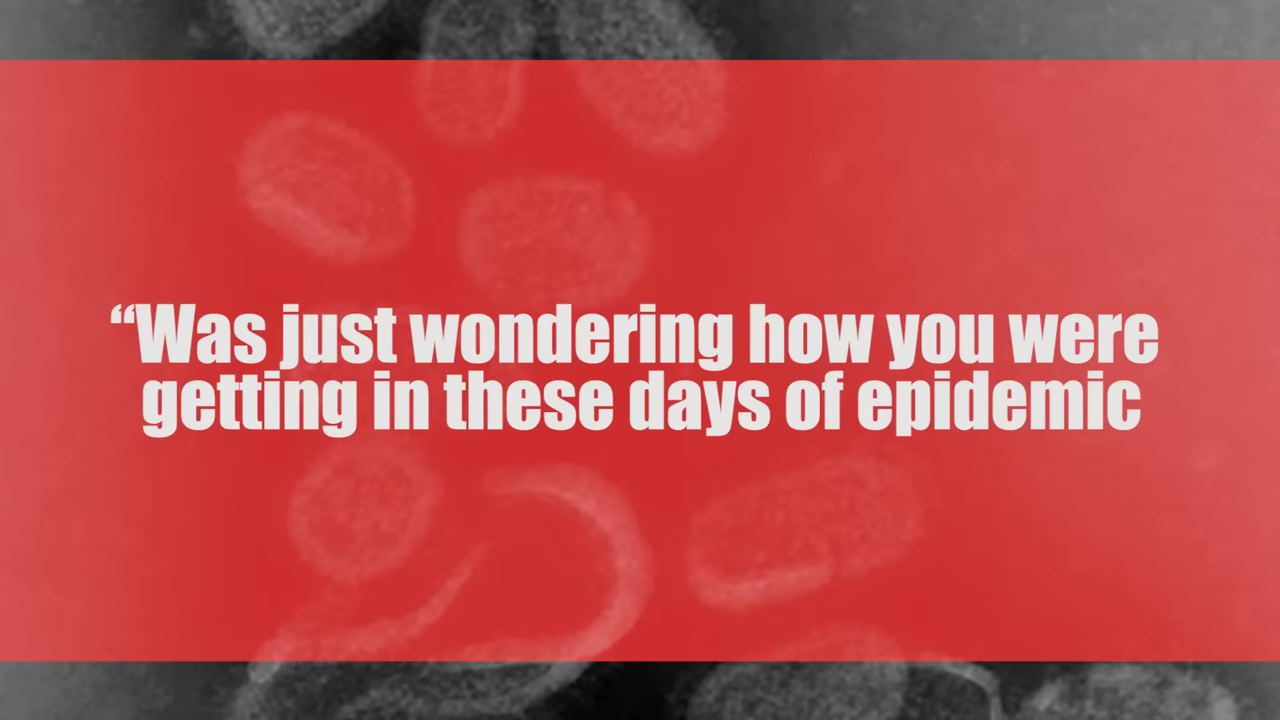 “Was just wondering how you were
getting in these days of epidemic